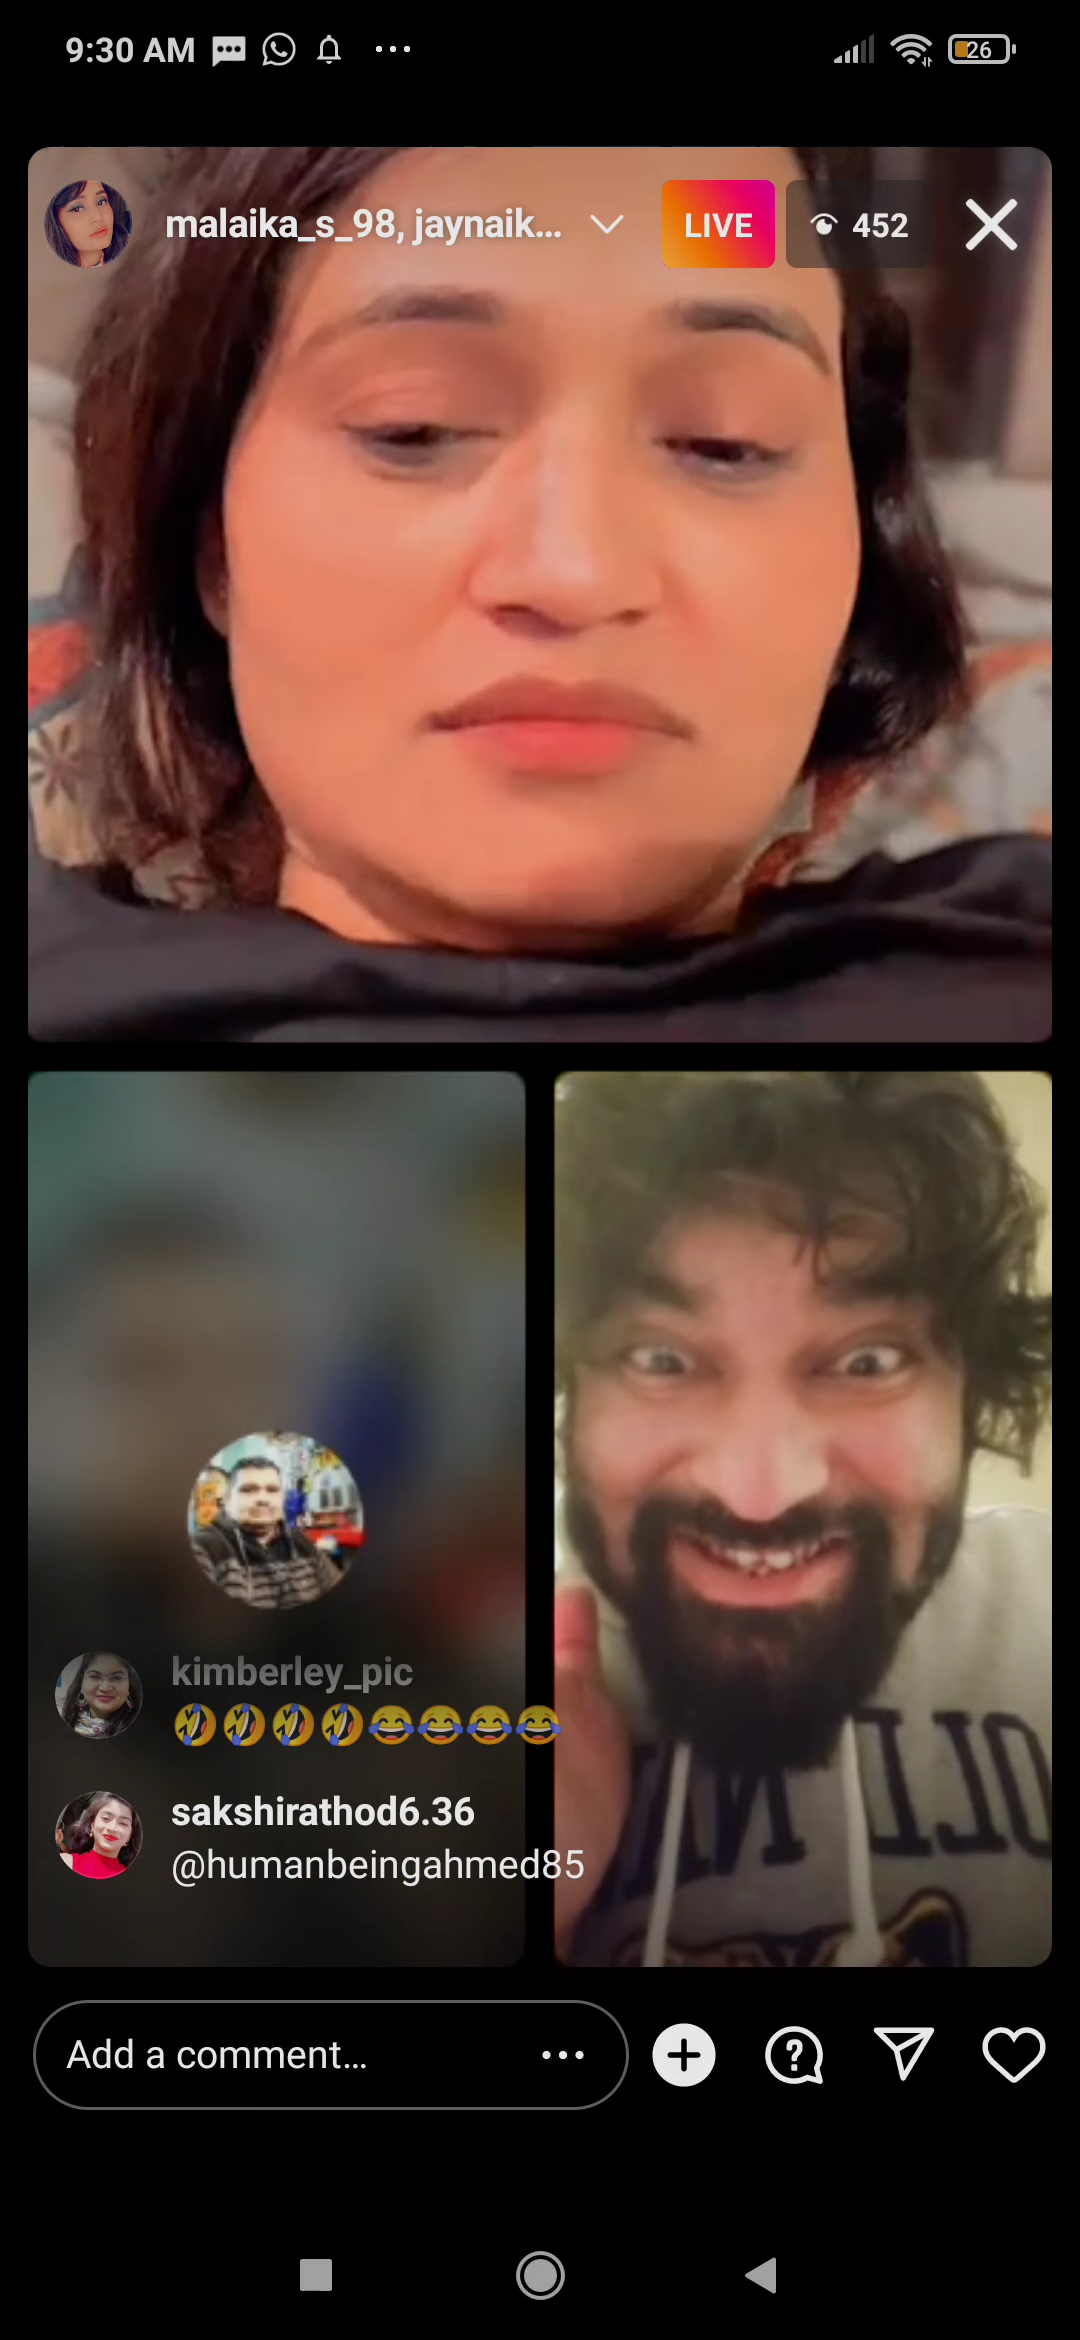 9:30 AM
26
malaika_s_98, jaynaik...
LIVE
452
kimberley_pic
🤣🤣🤣🤣😂😂😂😂
sakshirathod6.36
@humanbeingahmed85
Add a comment...